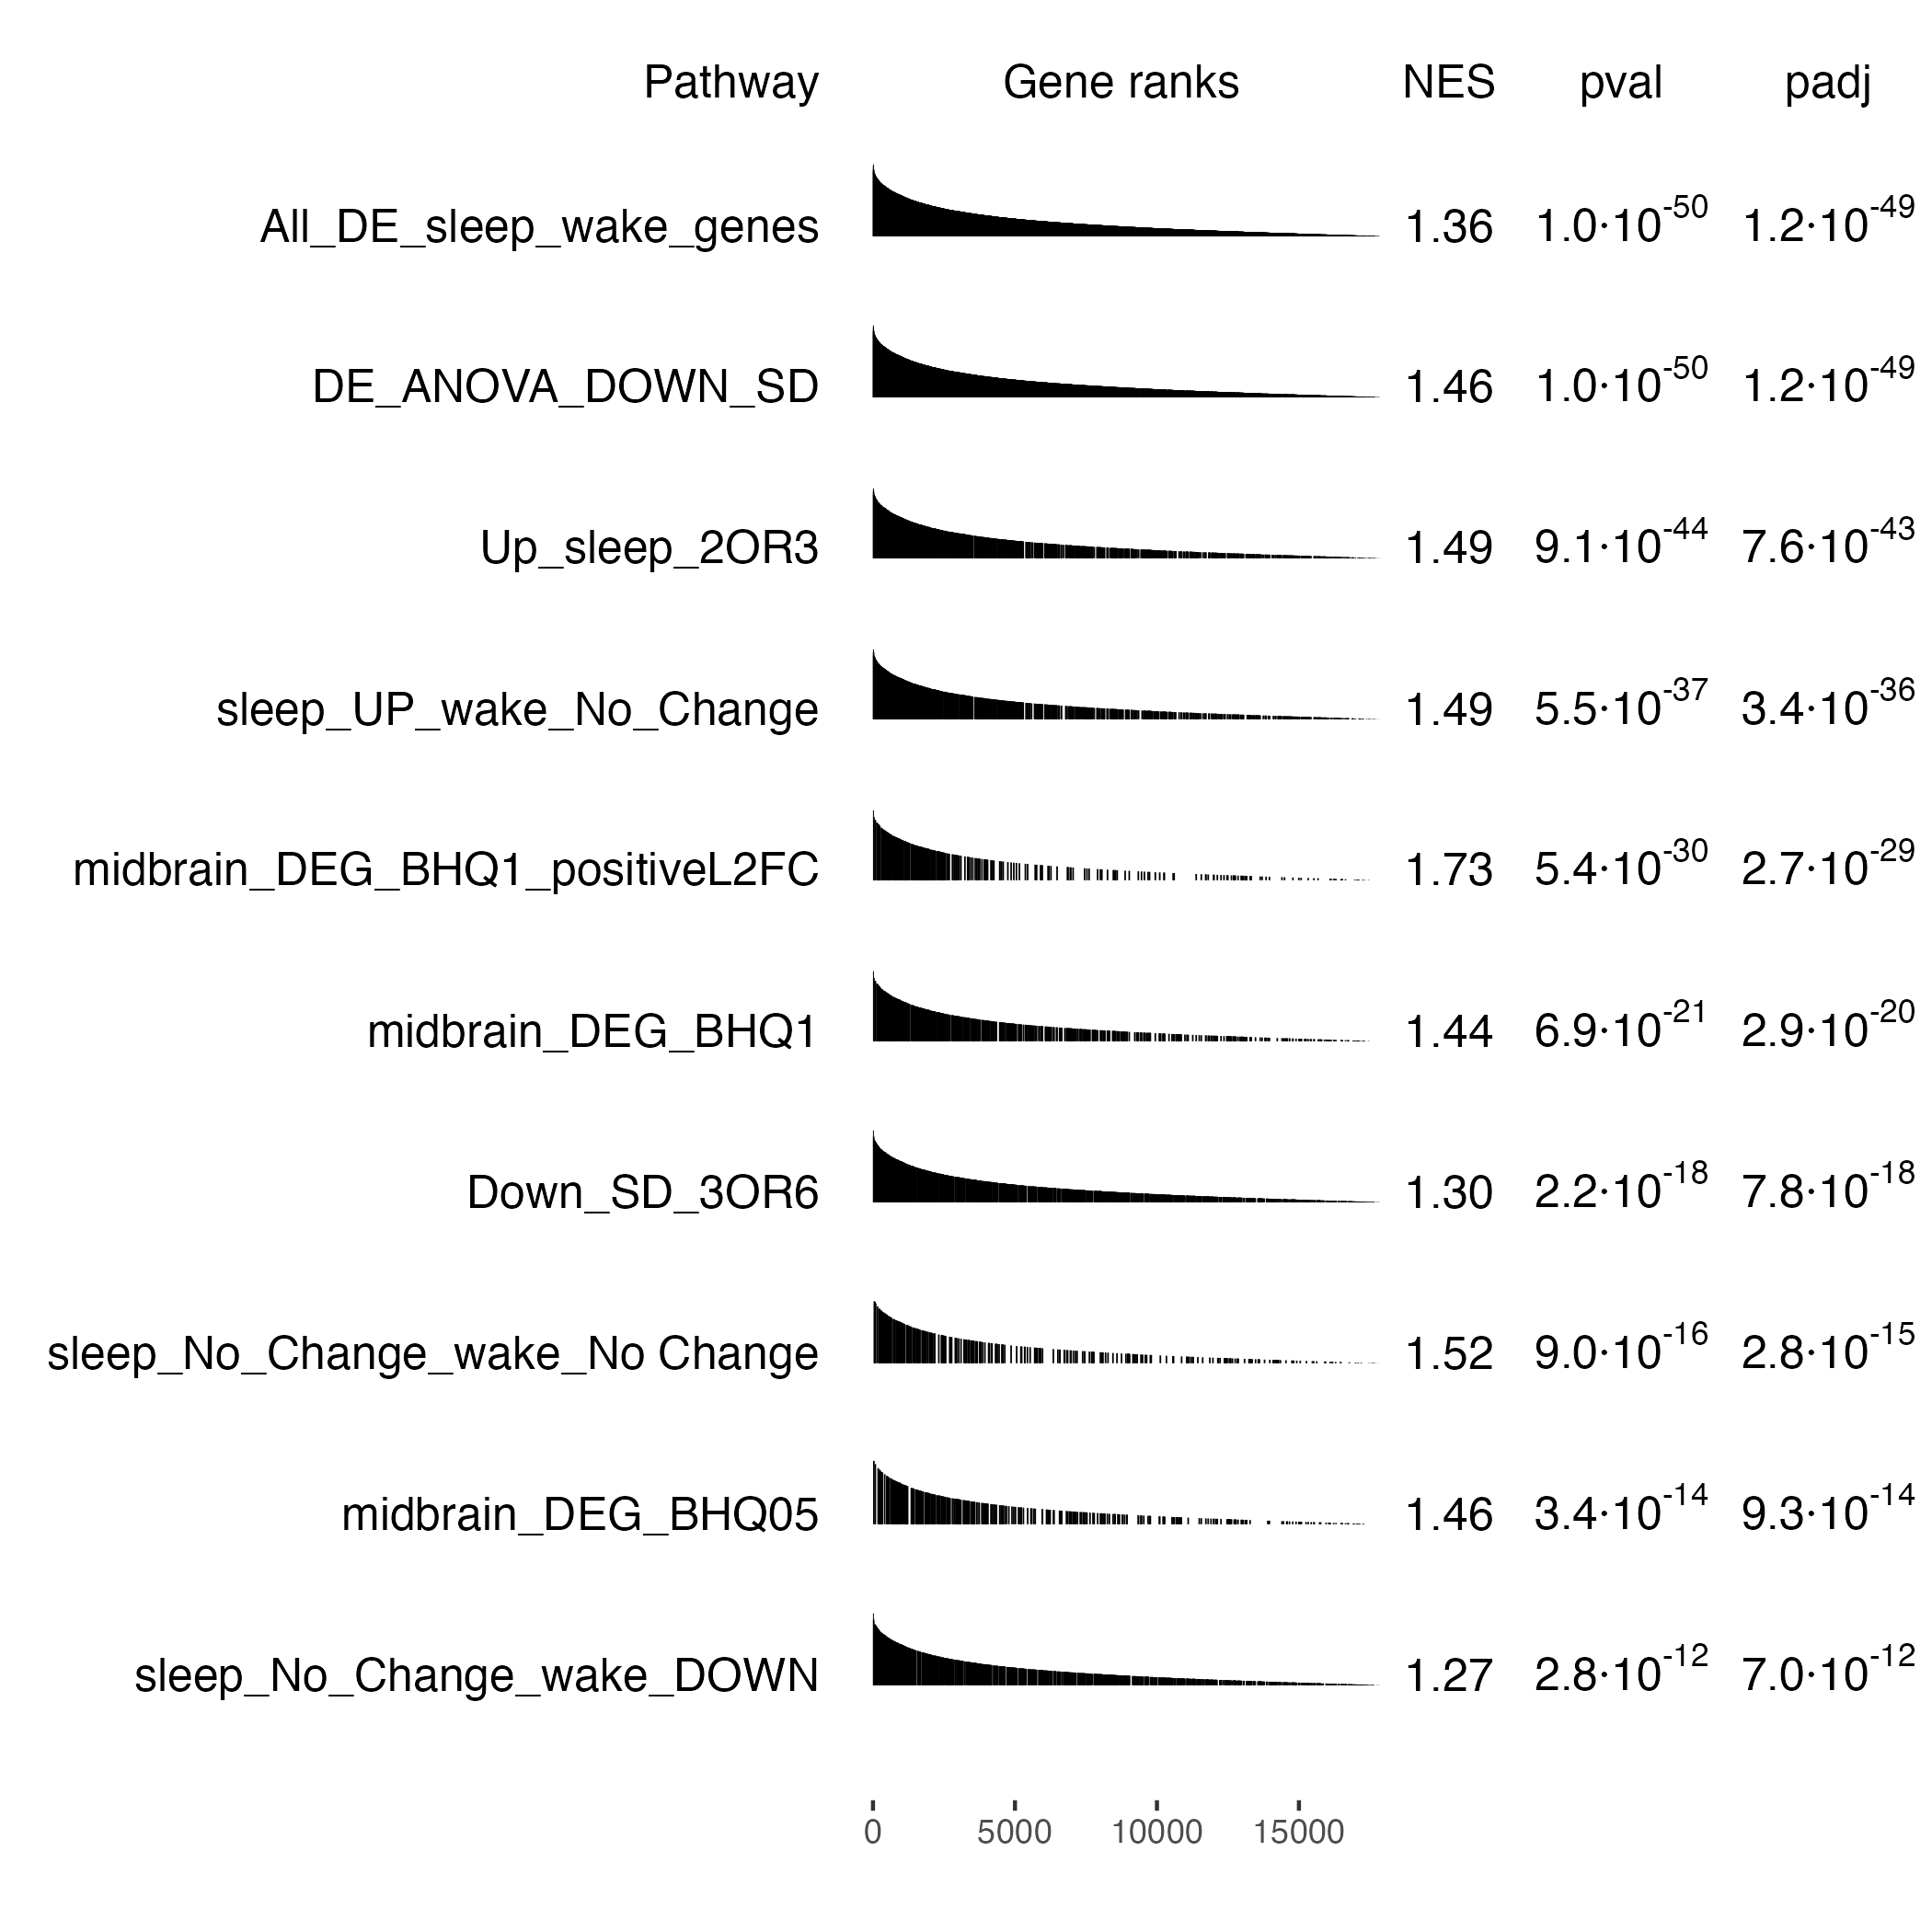 Pathway Gene ranks NES pval padj
All_DE_sleep_wake_genes 1.36 1.0·10⁻⁵⁰ 1.2·10⁻⁴⁹
DE_ANOVA_DOWN_SD 1.46 1.0·10⁻⁵⁰ 1.2·10⁻⁴⁹
Up_sleep_2OR3 1.49 9.1·10⁻⁴⁴ 7.6·10⁻⁴³
sleep_UP_wake_No_Change 1.49 5.5·10⁻³⁷ 3.4·10⁻³⁶
midbrain_DEG_BHQ1_positiveL2FC 1.73 5.4·10⁻³⁰ 2.7·10⁻²⁹
midbrain_DEG_BHQ1 1.44 6.9·10⁻²¹ 2.9·10⁻²⁰
Down_SD_3OR6 1.30 2.2·10⁻¹⁸ 7.8·10⁻¹⁸
sleep_No_Change_wake_No Change 1.52 9.0·10⁻¹⁶ 2.8·10⁻¹⁵
midbrain_DEG_BHQ05 1.46 3.4·10⁻¹⁴ 9.3·10⁻¹⁴
sleep_No_Change_wake_DOWN 1.27 2.8·10⁻¹² 7.0·10⁻¹²
0 5000 10000 15000